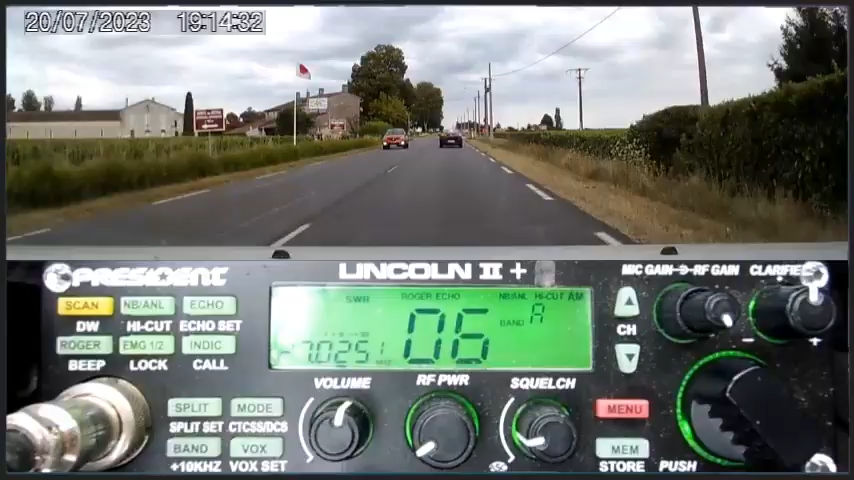 20/07/2023 19:14:32
PRESIDENT
LINCOLN II +
MIC GAIN RF GAIN CLARIFIER
SCAN NB/ANL ECHO
DW HI-CUT ECHO SET
ROGER EMG 1/2 INDIC
BEEP LOCK CALL
SWR ROGER ECHO NB/ANL HI-CUT AM
06 BAND A
CH
- +
VOLUME RF PWR SQUELCH
SPLIT MODE
SPLIT SET CTCSS/DCS
BAND VOX
+10KHZ VOX SET
MENU
MEM
STORE PUSH